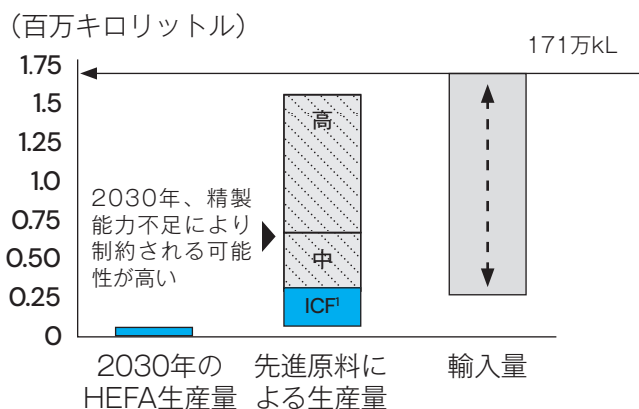 （百万キロリットル）
171万kL
1.75
1.5
1.25
1.0
0.75
0.50
0.25
0
2030年、精製
能力不足により
制約される可能
性が高い
高
中
ICF¹
2030年の
HEFA生産量
先進原料に
よる生産量
輸入量